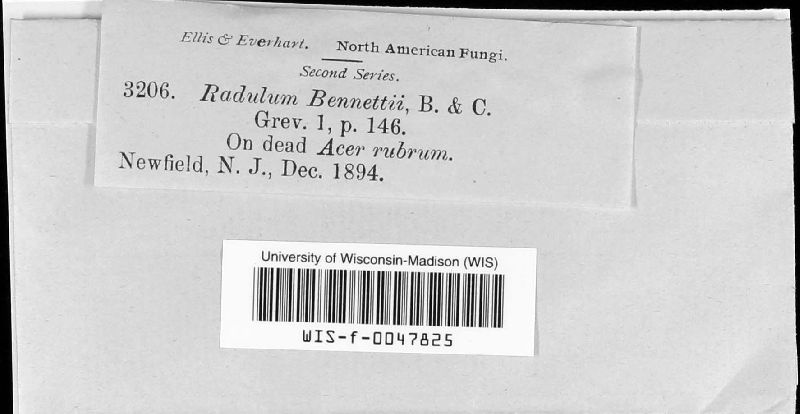 Ellis & Everhart. North American Fungi.
Second Series.
3206. Radulum Bennettii, B. & C.
Grev. 1, p. 146.
On dead Acer rubrum.
Newfield, N. J., Dec. 1894.
University of Wisconsin-Madison (WIS)
WIS-f-0047825